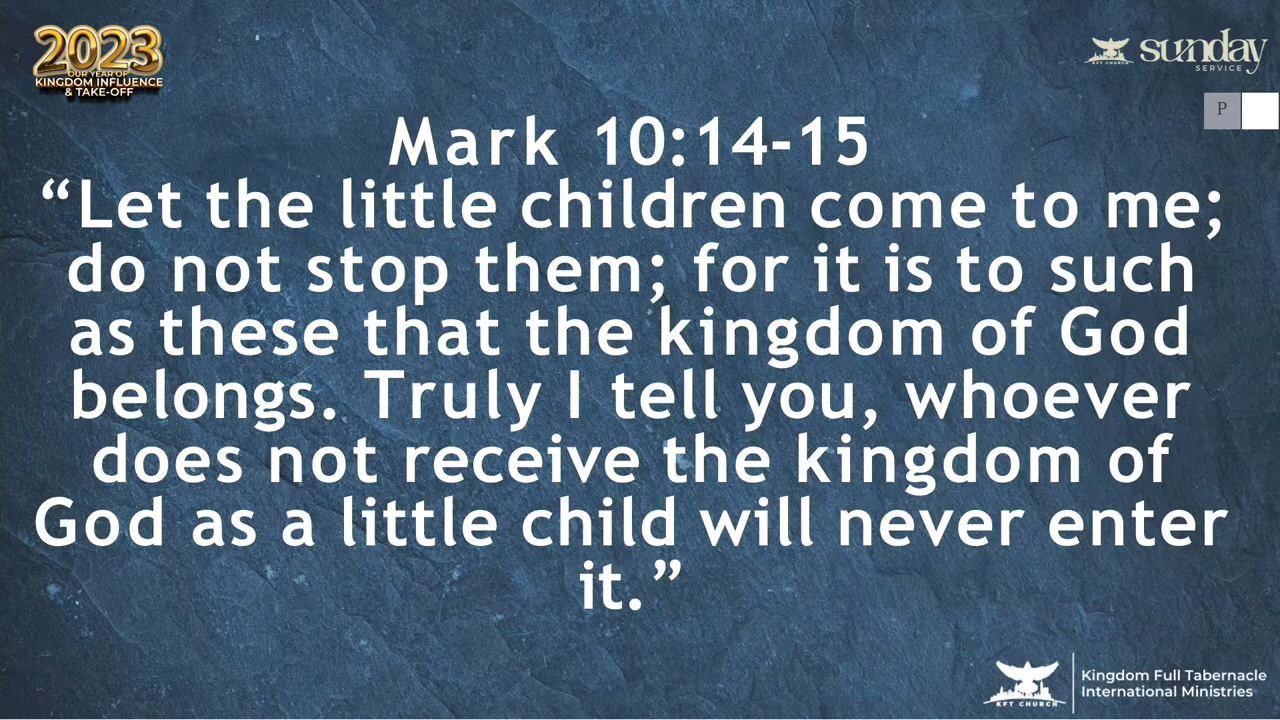 2023
OUR YEAR OF
KINGDOM INFLUENCE
& TAKE-OFF
KFT CHURCH
sunday
SERVICE
P
Mark 10:14-15
“Let the little children come to me;
do not stop them; for it is to such
as these that the kingdom of God
belongs. Truly I tell you, whoever
does not receive the kingdom of
God as a little child will never enter
it.”
KFT CHURCH
Kingdom Full Tabernacle
International Ministries